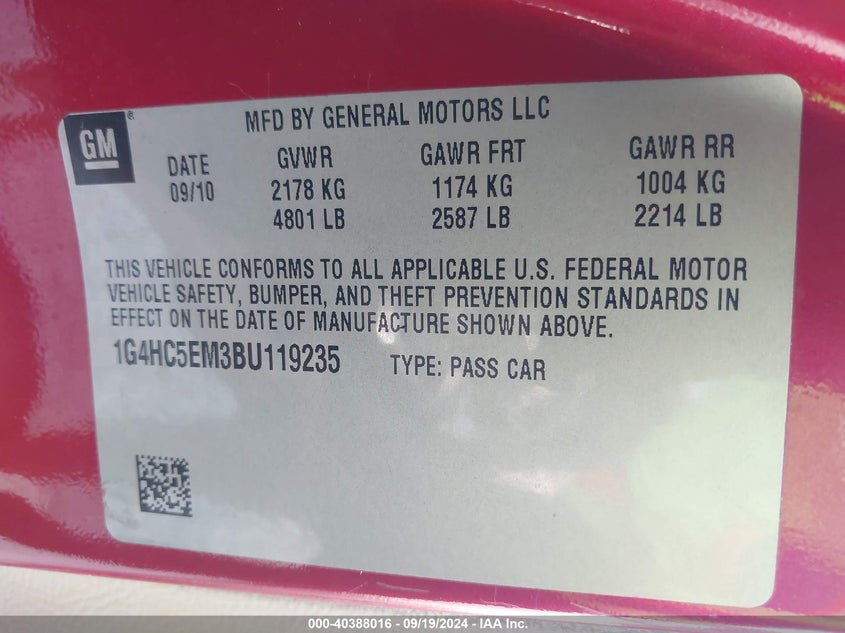 GM®
MFD BY GENERAL MOTORS LLC
DATE GVWR GAWR FRT GAWR RR
09/10 2178 KG 1174 KG 1004 KG
4801 LB 2587 LB 2214 LB
THIS VEHICLE CONFORMS TO ALL APPLICABLE U.S. FEDERAL MOTOR
VEHICLE SAFETY, BUMPER, AND THEFT PREVENTION STANDARDS IN
EFFECT ON THE DATE OF MANUFACTURE SHOWN ABOVE.
1G4HC5EM3BU119235 TYPE: PASS CAR
000-40388016 - 09/19/2024 - IAA Inc.